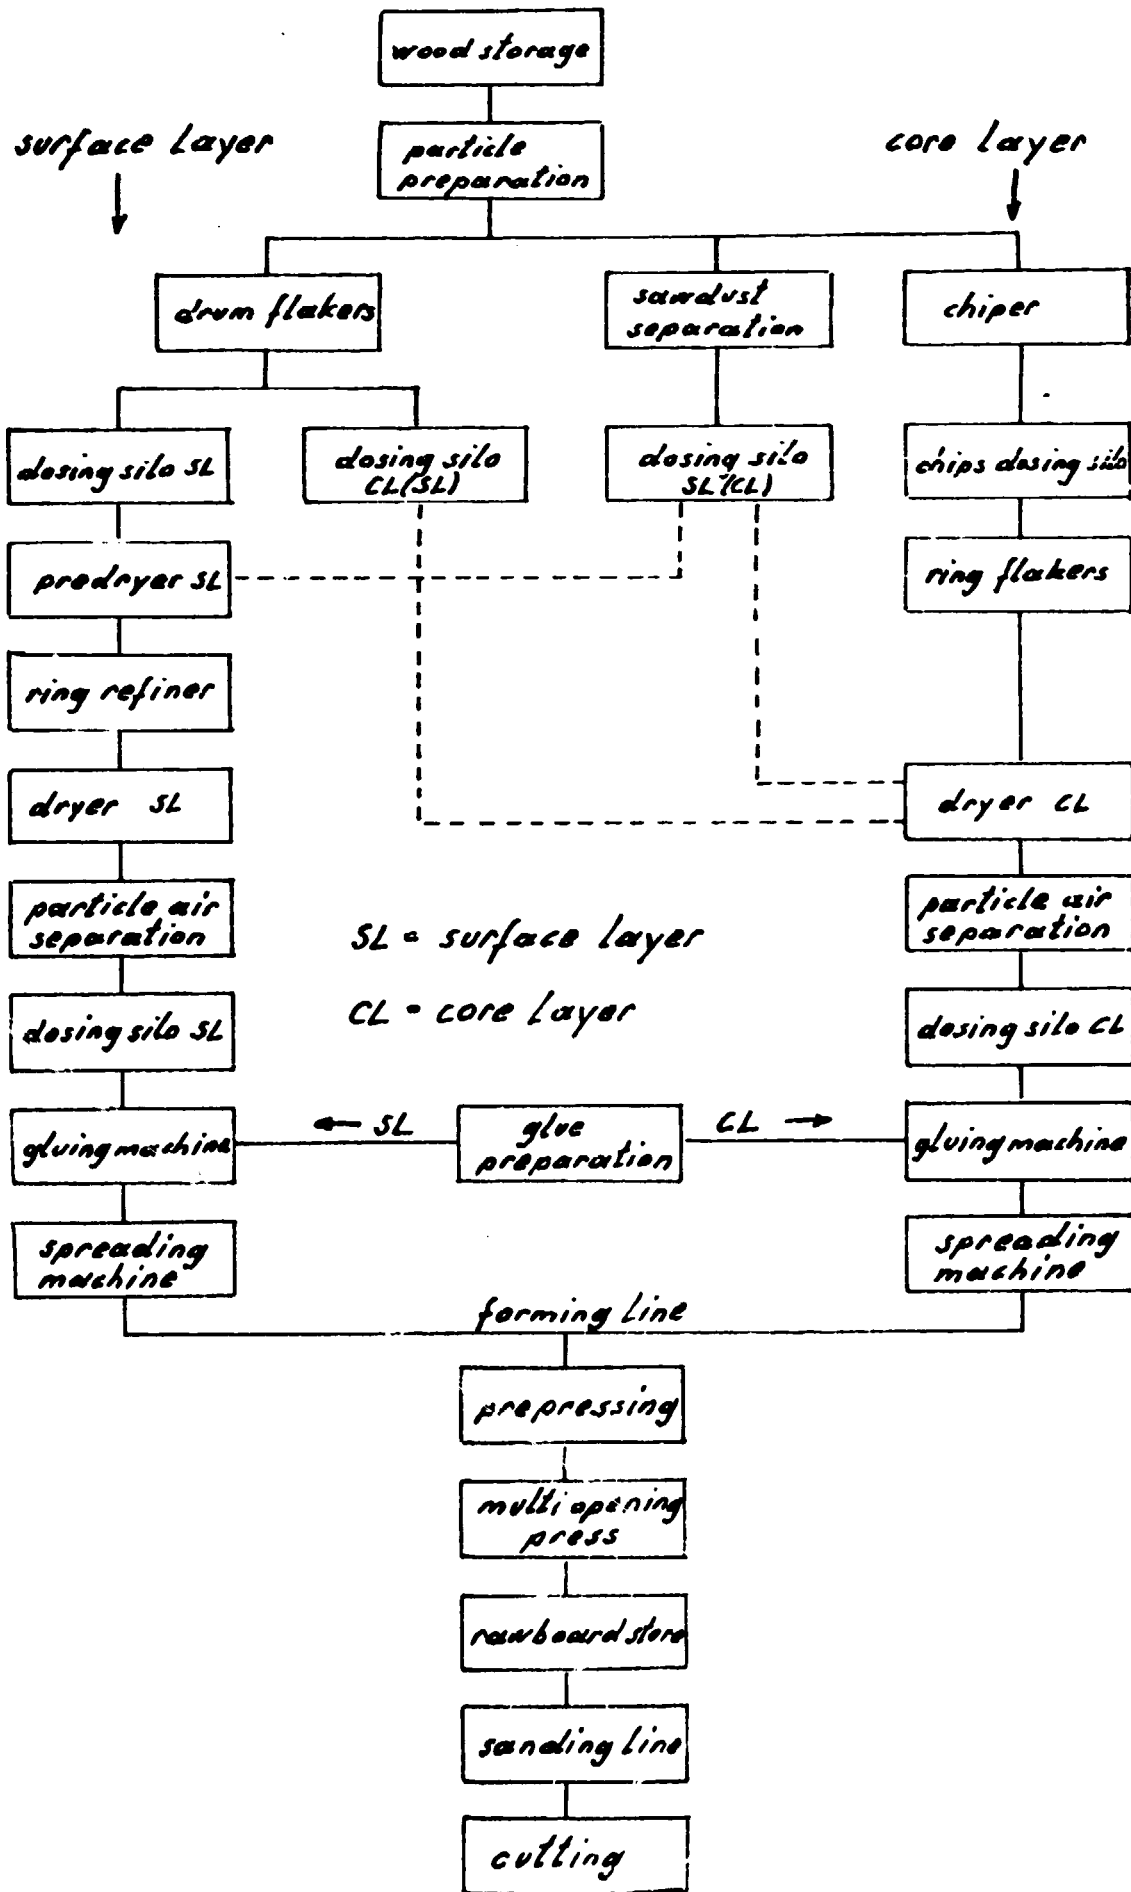 wood storage
surface layer
particle
preparation
core layer
drum flakers
sawdust
separation
chiper
dosing silo SL
dosing silo
CL(SL)
dosing silo
SL(CL)
chips dosing silo
predryer SL
ring flakers
ring refiner
dryer SL
dryer CL
particle air
separation
particle air
separation
SL = surface layer
CL = core layer
dosing silo SL
dosing silo CL
gluing machine
← SL
glue
preparation
CL →
gluing machine
spreading
machine
spreading
machine
forming line
prepressing
multi opening
press
rawboard store
sanding line
cutting